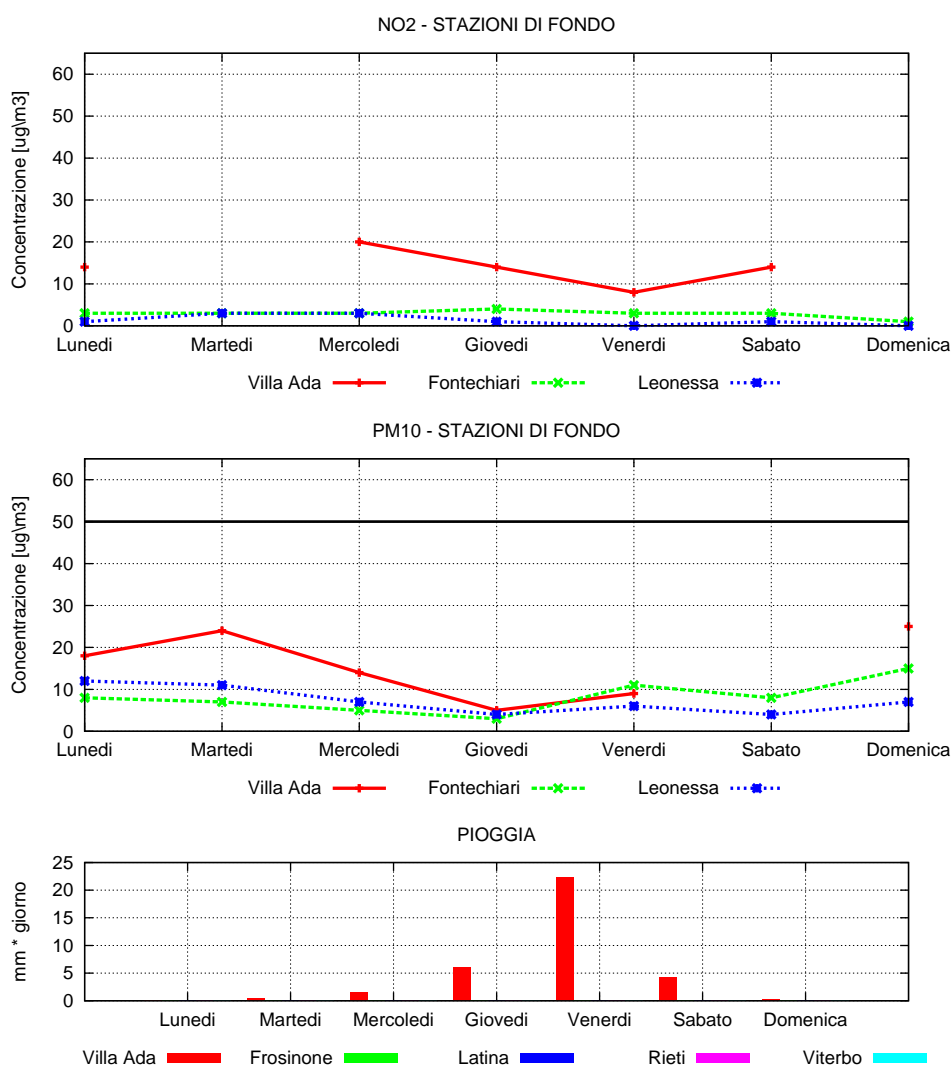 NO2 - STAZIONI DI FONDO
Concentrazione [ug\m3]
60
50
40
30
20
10
0
Lunedi Martedi Mercoledi Giovedi Venerdi Sabato Domenica
Villa Ada Fontechiari Leonessa
PM10 - STAZIONI DI FONDO
Concentrazione [ug\m3]
60
50
40
30
20
10
0
Lunedi Martedi Mercoledi Giovedi Venerdi Sabato Domenica
Villa Ada Fontechiari Leonessa
PIOGGIA
mm * giorno
25
20
15
10
5
0
Lunedi Martedi Mercoledi Giovedi Venerdi Sabato Domenica
Villa Ada Frosinone Latina Rieti Viterbo